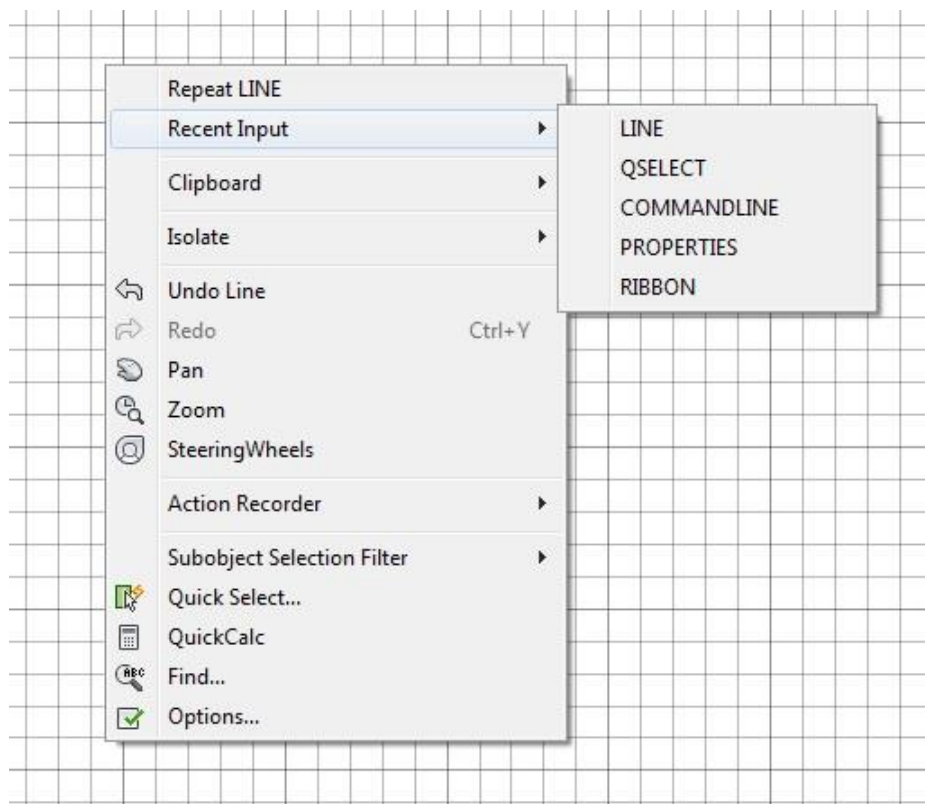 Repeat LINE
Recent Input
LINE
QSELECT
COMMANDLINE
PROPERTIES
RIBBON
Clipboard
Isolate
Undo Line
Redo Ctrl+Y
Pan
Zoom
SteeringWheels
Action Recorder
Subobject Selection Filter
Quick Select...
QuickCalc
ABC
Find...
Options...